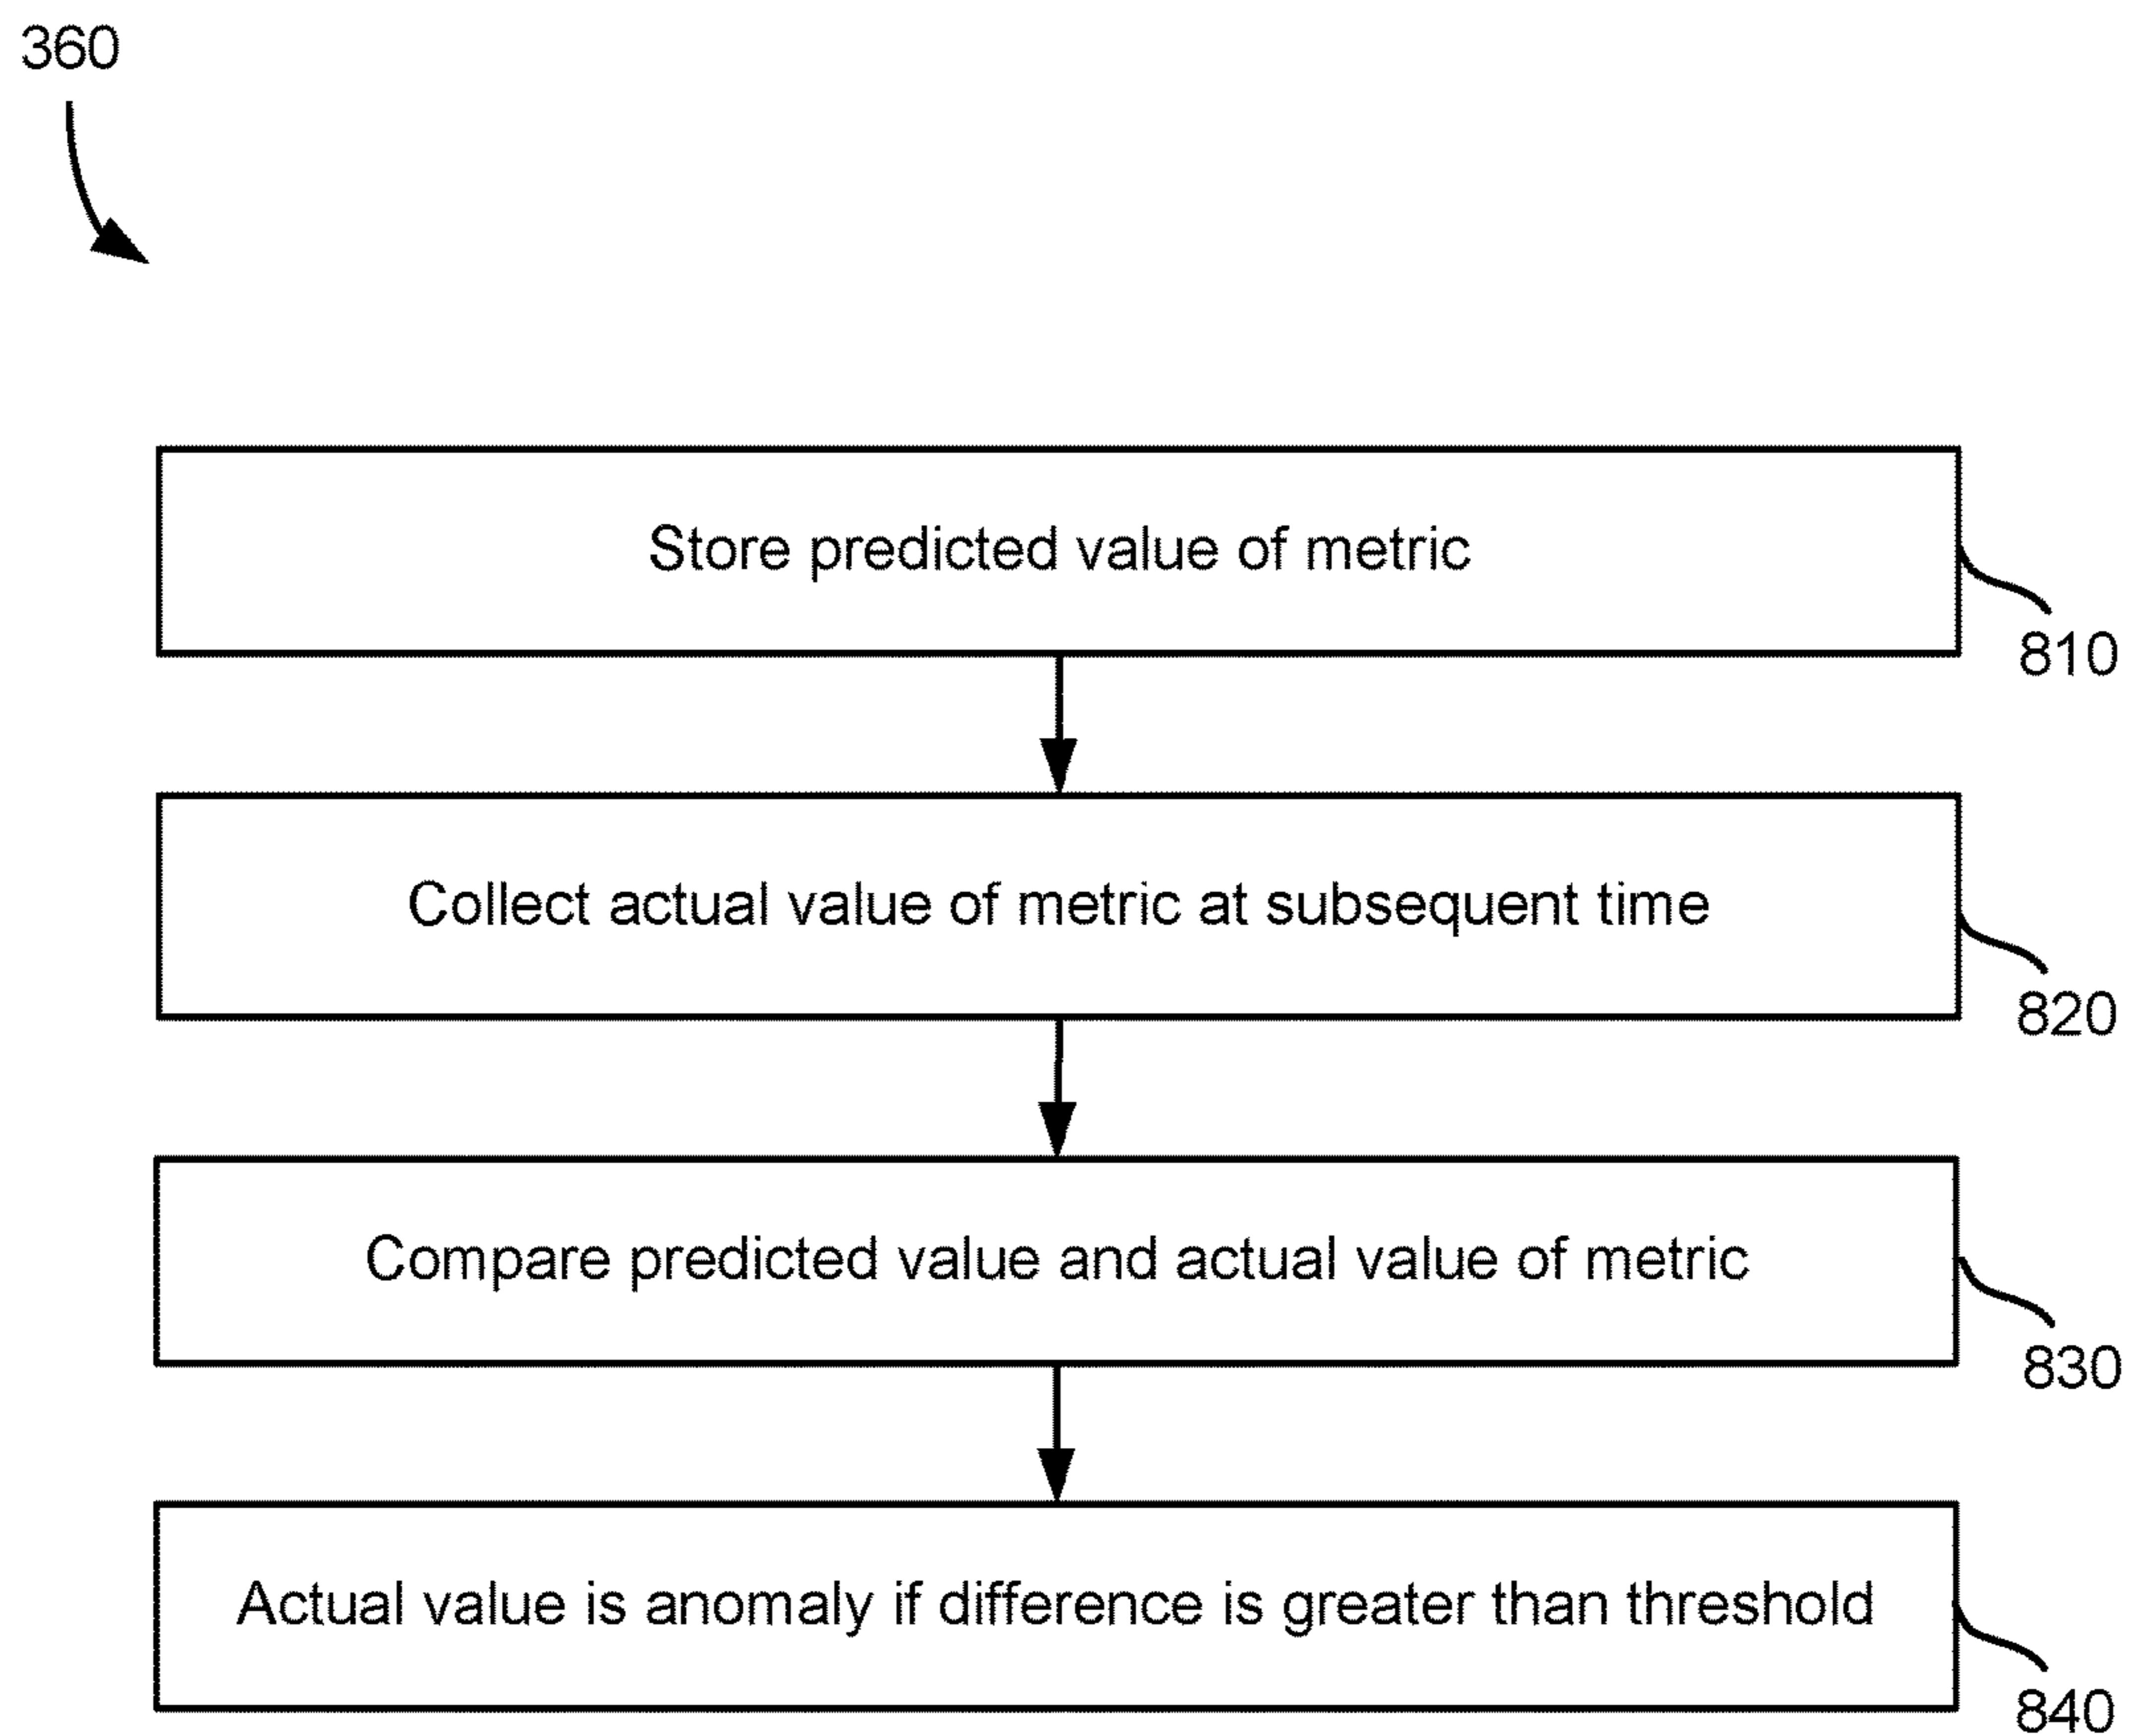 360
Store predicted value of metric
810
Collect actual value of metric at subsequent time
820
Compare predicted value and actual value of metric
830
Actual value is anomaly if difference is greater than threshold
840